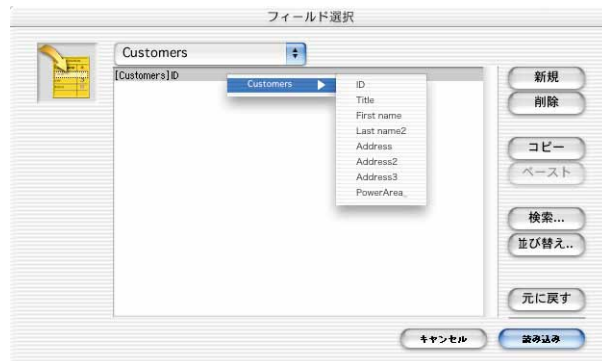 フィールド選択
Customers
[Customers]ID
Customers
ID
Title
First name
Last name2
Address
Address2
Address3
PowerArea_
新規
削除
コピー
ペースト
検索...
並び替え..
元に戻す
キャンセル
読み込み